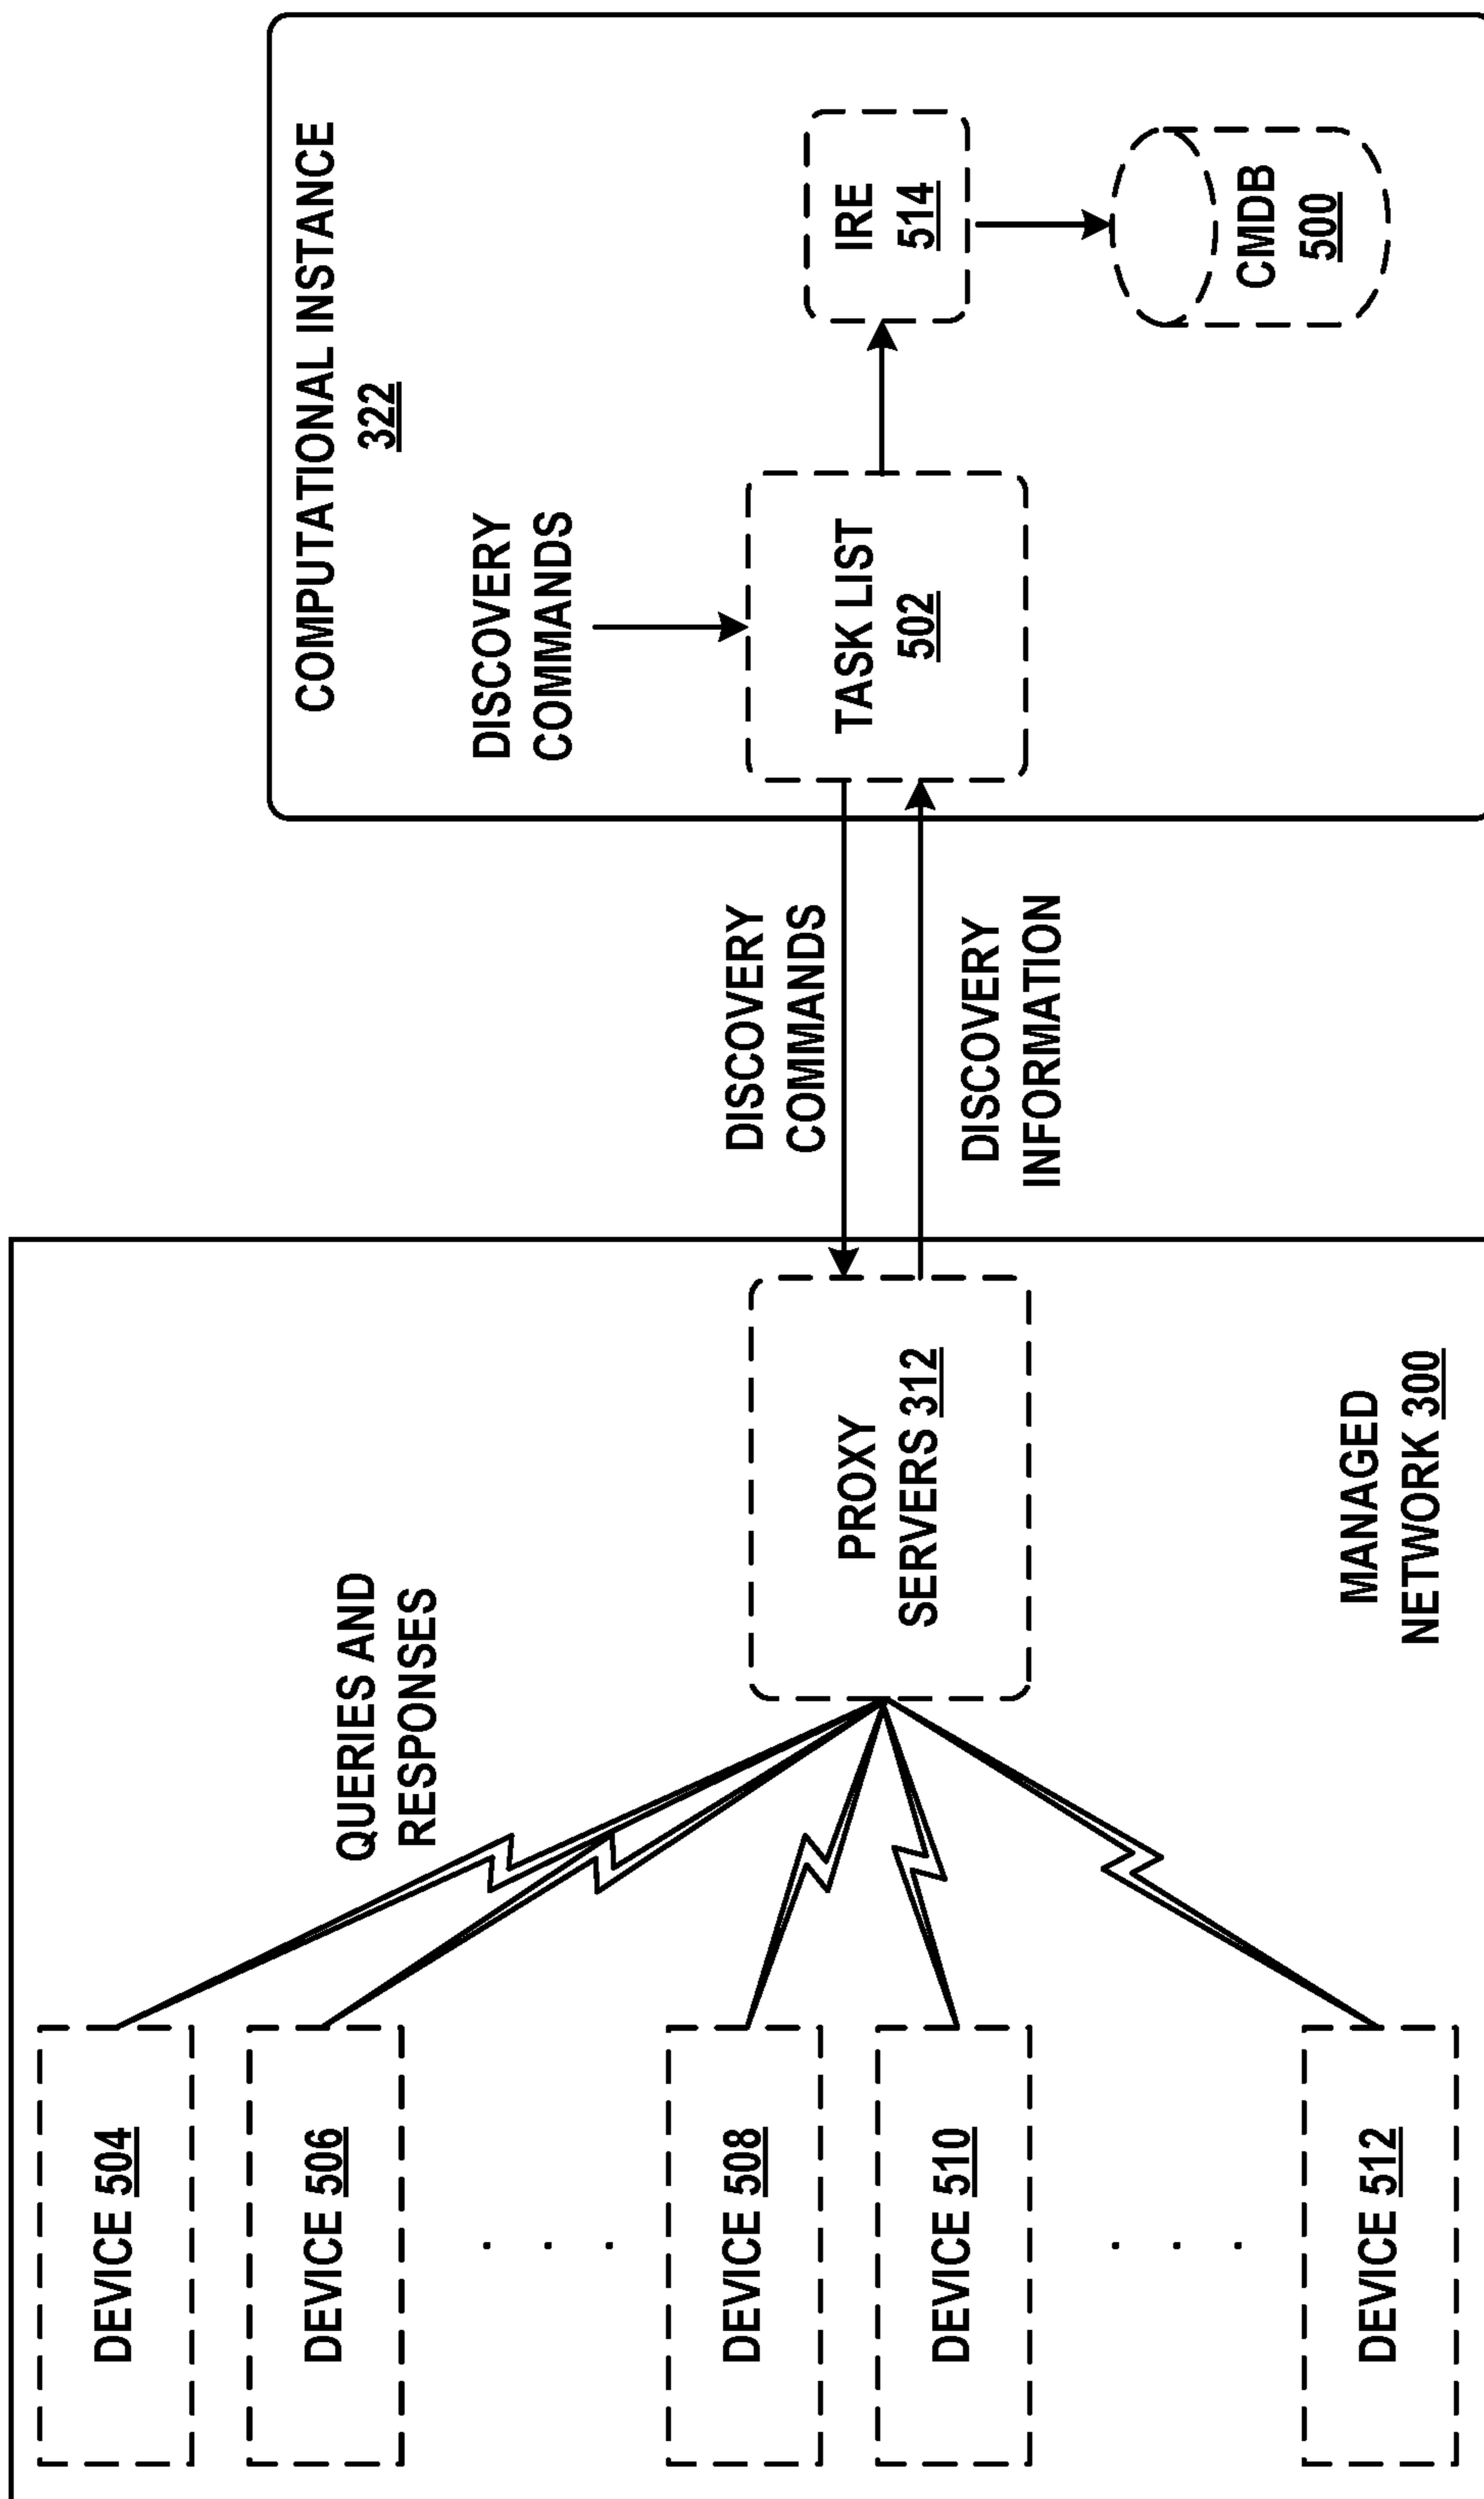 COMPUTATIONAL INSTANCE
322
DISCOVERY
COMMANDS
TASK LIST
502
IRE
514
CMDB
500
DISCOVERY
COMMANDS
DISCOVERY
INFORMATION
QUERIES AND
RESPONSES
PROXY
SERVERS 312
MANAGED
NETWORK 300
DEVICE 504
DEVICE 506
. . .
DEVICE 508
DEVICE 510
. . .
DEVICE 512